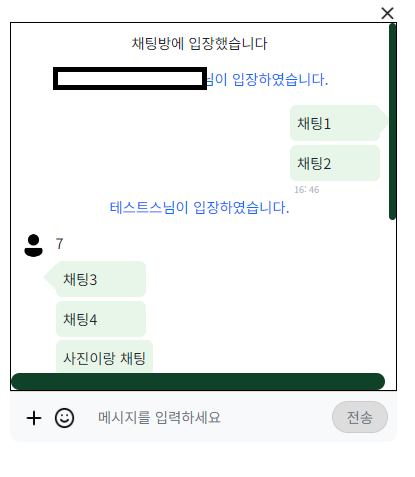 채팅방에 입장했습니다
님이 입장하였습니다.
채팅1
채팅2
16: 46
테스트스님이 입장하였습니다.
7
채팅3
채팅4
사진이랑 채팅
메시지를 입력하세요
전송